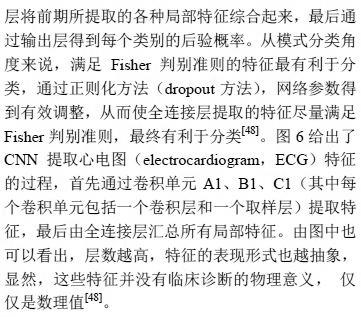 层将前期所提取的各种局部特征综合起来，最后通
过输出层得到每个类别的后验概率。从模式分类角
度来说，满足 Fisher 判别准则的特征最有利于分
类，通过正则化方法（dropout 方法），网络参数得
到有效调整，从而使全连接层提取的特征尽量满足
Fisher 判别准则，最终有利于分类[48]。图 6 给出了
CNN 提取心电图（electrocardiogram，ECG）特征
的过程，首先通过卷积单元 A1、B1、C1（其中每
个卷积单元包括一个卷积层和一个取样层）提取特
征，最后由全连接层汇总所有局部特征。由图中也
可以看出，层数越高，特征的表现形式也越抽象，
显然，这些特征并没有临床诊断的物理意义， 仅
仅是数理值[48]。